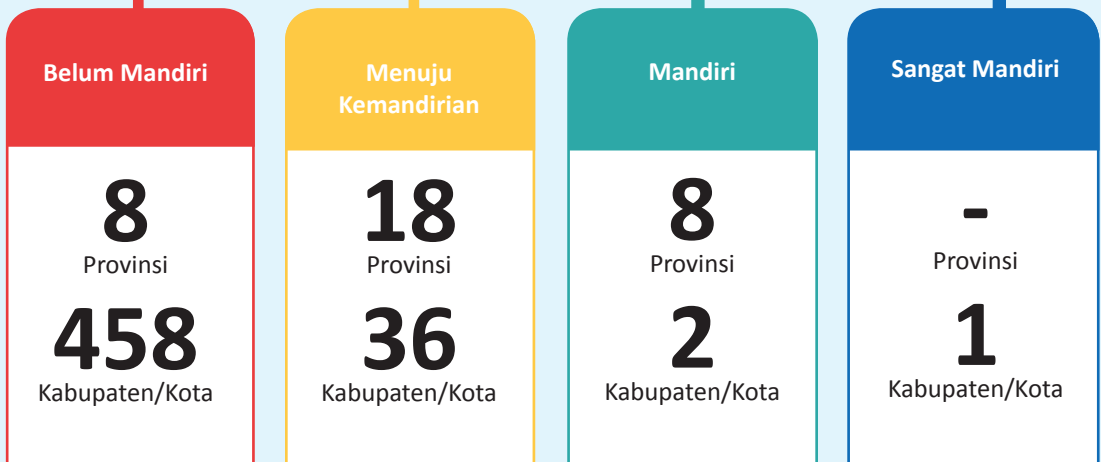 Belum Mandiri
8
Provinsi
458
Kabupaten/Kota
Menuju
Kemandirian
18
Provinsi
36
Kabupaten/Kota
Mandiri
8
Provinsi
2
Kabupaten/Kota
Sangat Mandiri
-
Provinsi
1
Kabupaten/Kota